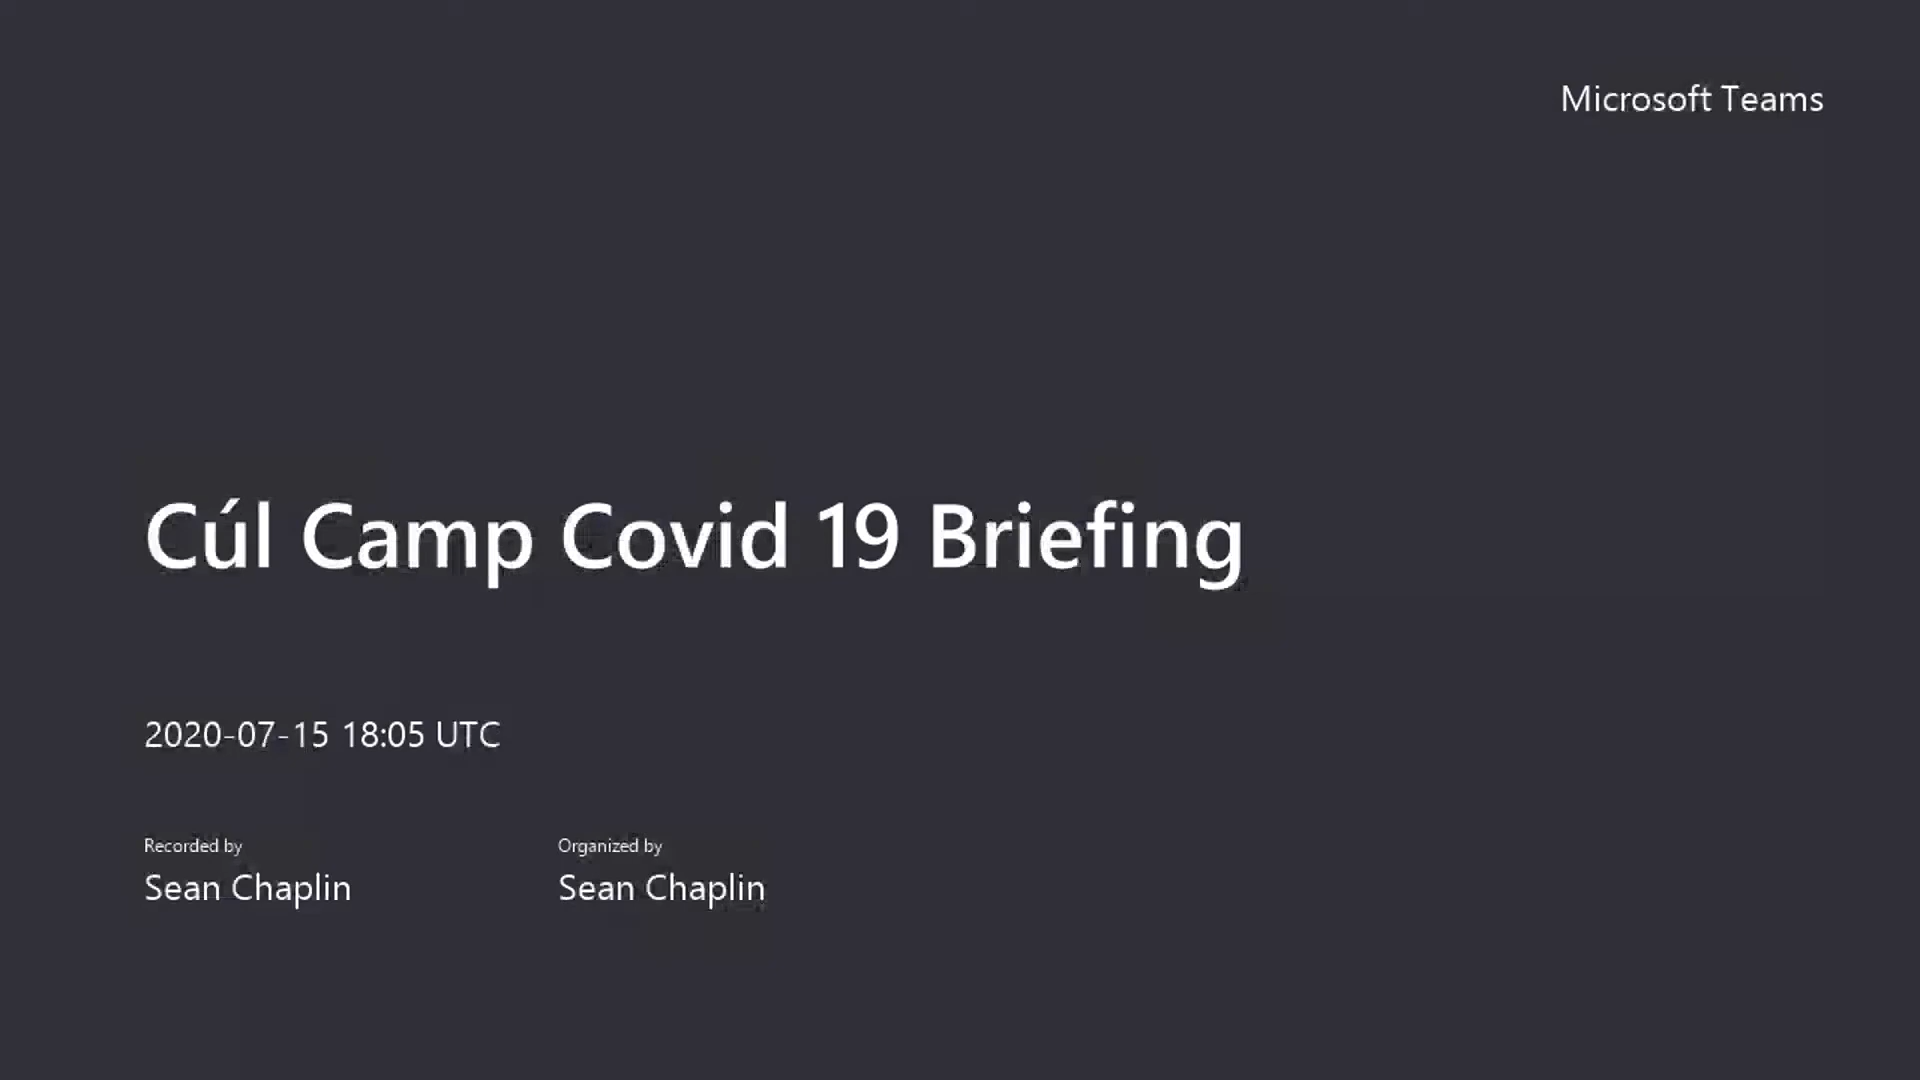 Microsoft Teams
Cúl Camp Covid 19 Briefing
2020-07-15 18:05 UTC
Recorded by
Sean Chaplin
Organized by
Sean Chaplin